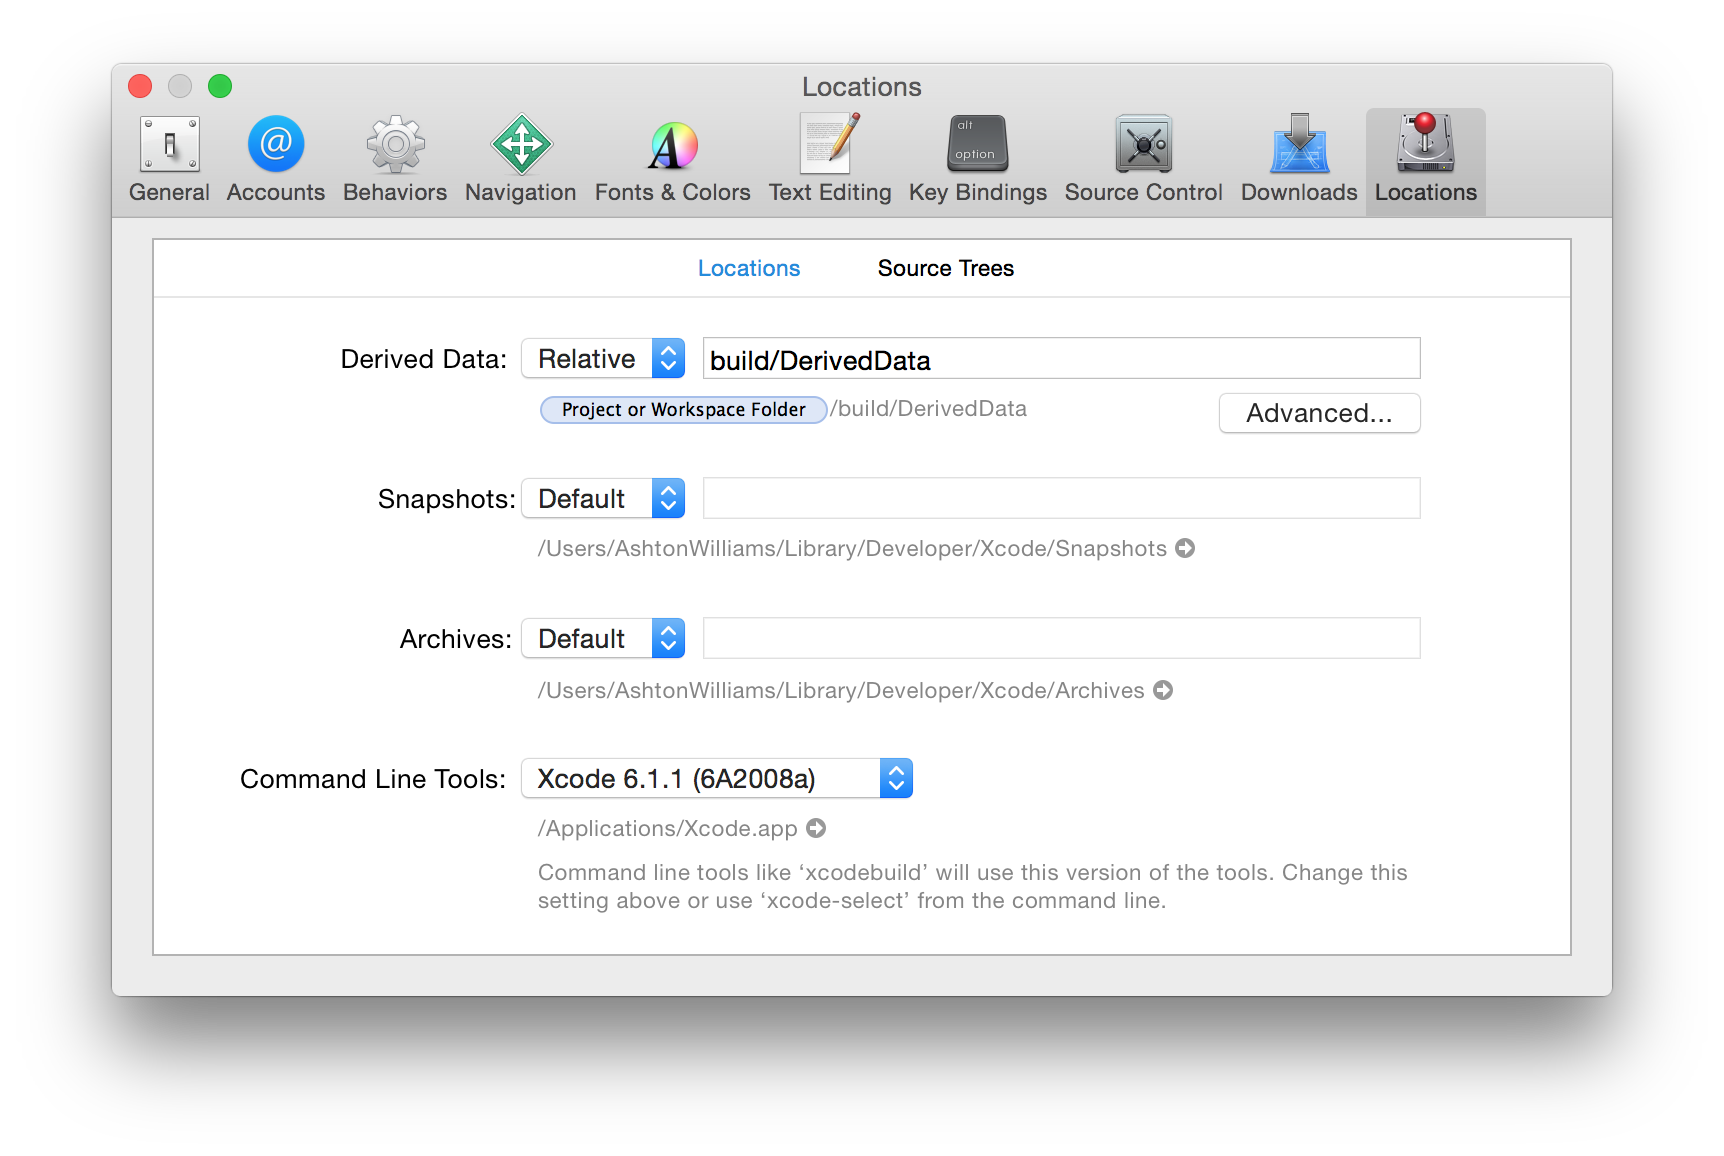 Locations
alt
option
@
A
General Accounts Behaviors Navigation Fonts & Colors Text Editing Key Bindings Source Control Downloads Locations
Locations Source Trees
Derived Data: Relative build/DerivedData
Project or Workspace Folder /build/DerivedData Advanced...
Snapshots: Default
/Users/AshtonWilliams/Library/Developer/Xcode/Snapshots
Archives: Default
/Users/AshtonWilliams/Library/Developer/Xcode/Archives
Command Line Tools: Xcode 6.1.1 (6A2008a)
/Applications/Xcode.app
Command line tools like ‘xcodebuild’ will use this version of the tools. Change this
setting above or use ‘xcode-select’ from the command line.